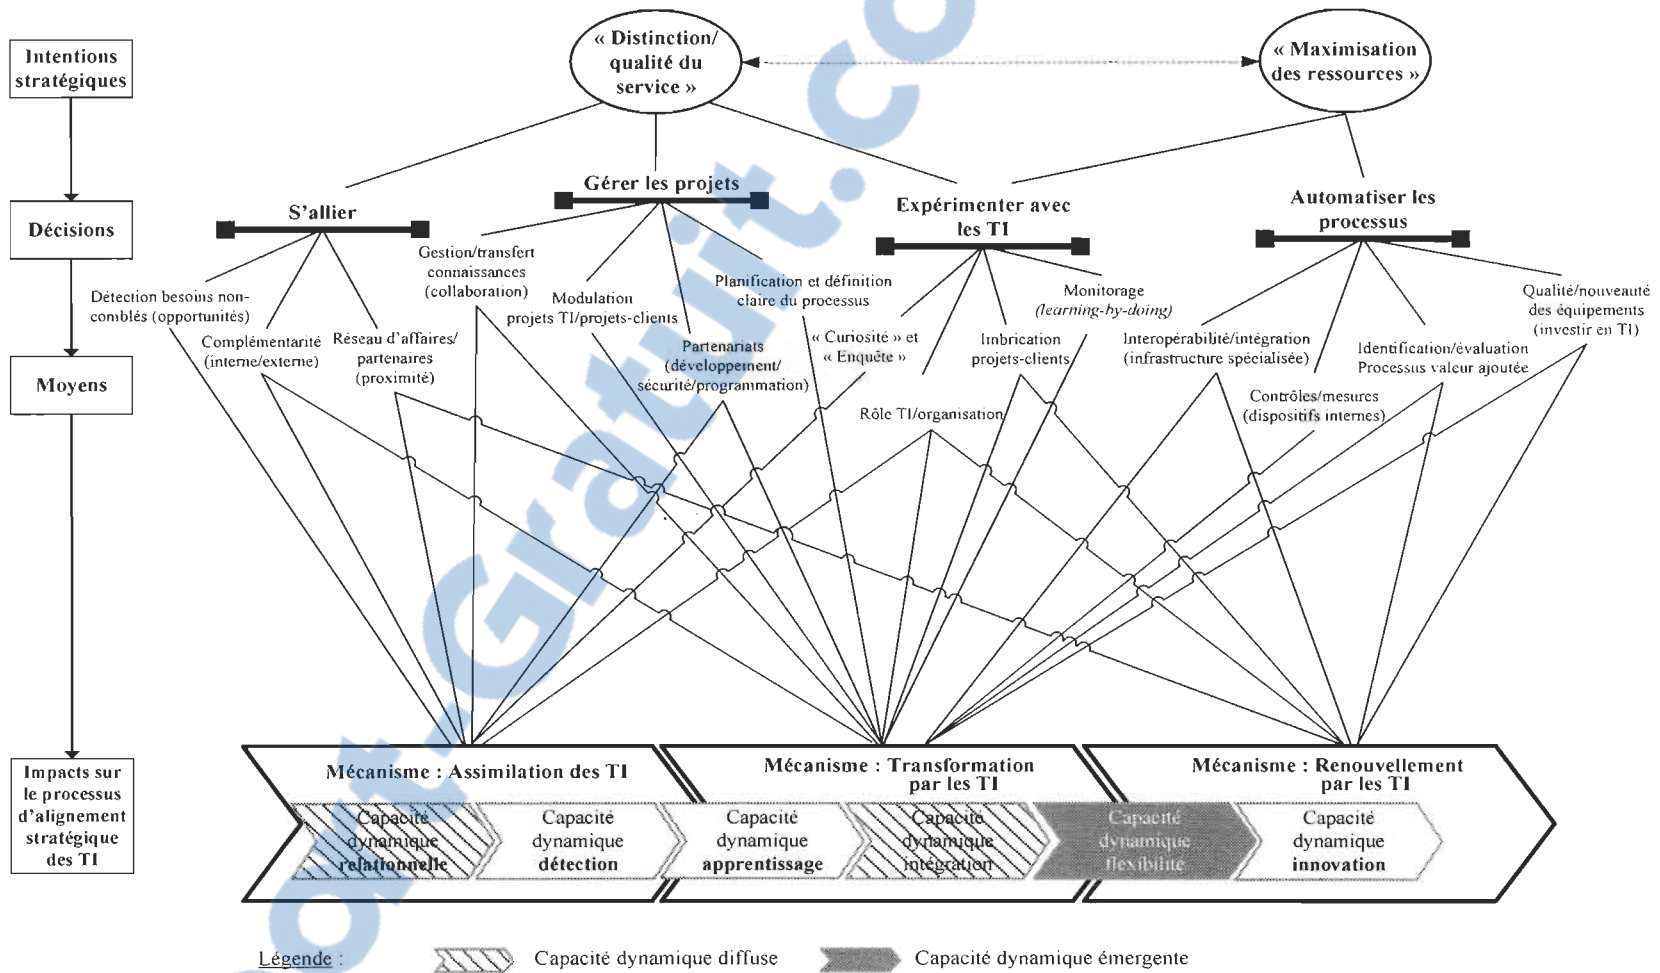 Intentions
stratégiques
« Distinction/
qualité du
service »
« Maximisation
des ressources »
Décisions
S'allier
Gérer les projets
Expérimenter avec
les TI
Automatiser les
processus
Moyens
Détection besoins non-
comblés (opportunités)
Complémentarité
(interne/externe)
Réseau d'affaires/
partenaires
(proximité)
Gestion/transfert
connaissances
(collaboration)
Modulation
projets TI/projets-clients
Partenariats
(développement/
sécurité/programmation)
Planification et définition
claire du processus
« Curiosité » et
« Enquête »
Rôle TI/organisation
Imbrication
projets-clients
Monitorage
(learning-by-doing)
Interopérabilité/intégration
(infrastructure spécialisée)
Contrôles/mesures
(dispositifs internes)
Identification/évaluation
Processus valeur ajoutée
Qualité/nouveauté
des équipements
(investir en TI)
Impacts sur
le processus
d'alignement
stratégique
des TI
Mécanisme : Assimilation des TI
Mécanisme : Transformation
par les TI
Mécanisme : Renouvellement
par les TI
Capacité
dynamique
relationnelle
Capacité
dynamique
détection
Capacité
dynamique
apprentissage
Capacité
dynamique
intégration
Capacité
dynamique
flexibilité
Capacité
dynamique
innovation
Légende :
Capacité dynamique diffuse
Capacité dynamique émergente
ort-Gratuit.co